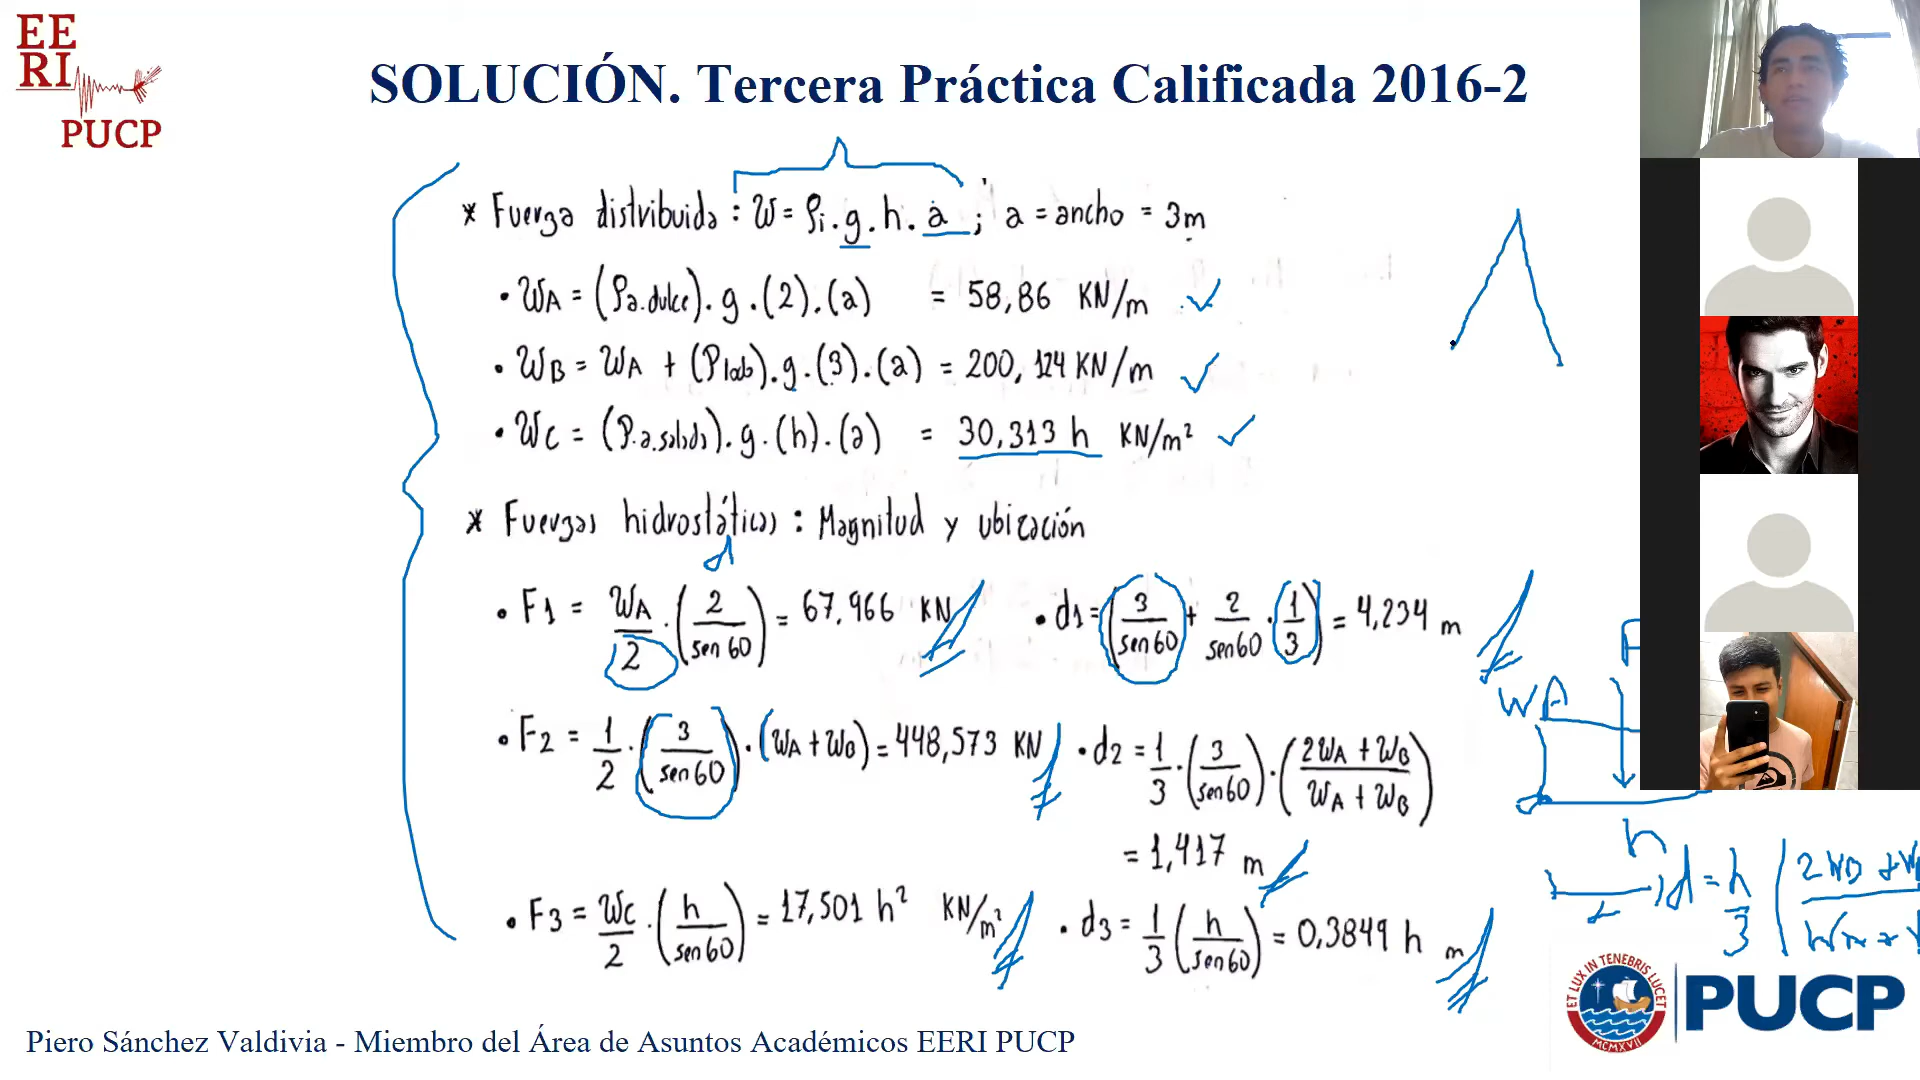 EE
RI
PUCP
SOLUCIÓN. Tercera Práctica Calificada 2016-2
* Fuerza distribuida : W = ρi . g . h . a ; a = ancho = 3m
• WA = (ρa.dulce). g . (2). (a) = 58,86 KN/m
• WB = WA + (ρlodo). g . (3). (a) = 200,124 KN/m
• WC = (ρ.a.salada). g . (h) . (a) = 30,313 h KN/m²
* Fuerzas hidrostáticas : Magnitud y ubicación
d
• F1 = WA/2 . (2/sen60) = 67,966 KN • d1 = (3/sen60 + 2/sen60 . 1/3) = 4,234 m
WA
• F2 = 1/2 . (3/sen60) . (WA + WB) = 448,573 KN • d2 = 1/3 . (3/sen60) . (2WA + WB / WA + WB)
= 1,417 m
h
d = h/3
• F3 = WC/2 . (h/sen60) = 17,501 h² KN/m² • d3 = 1/3 (h/sen60) = 0,3849 h m
ET LUX IN TENEBRIS LUCET
MCMXVII
PUCP
Piero Sánchez Valdivia - Miembro del Área de Asuntos Académicos EERI PUCP